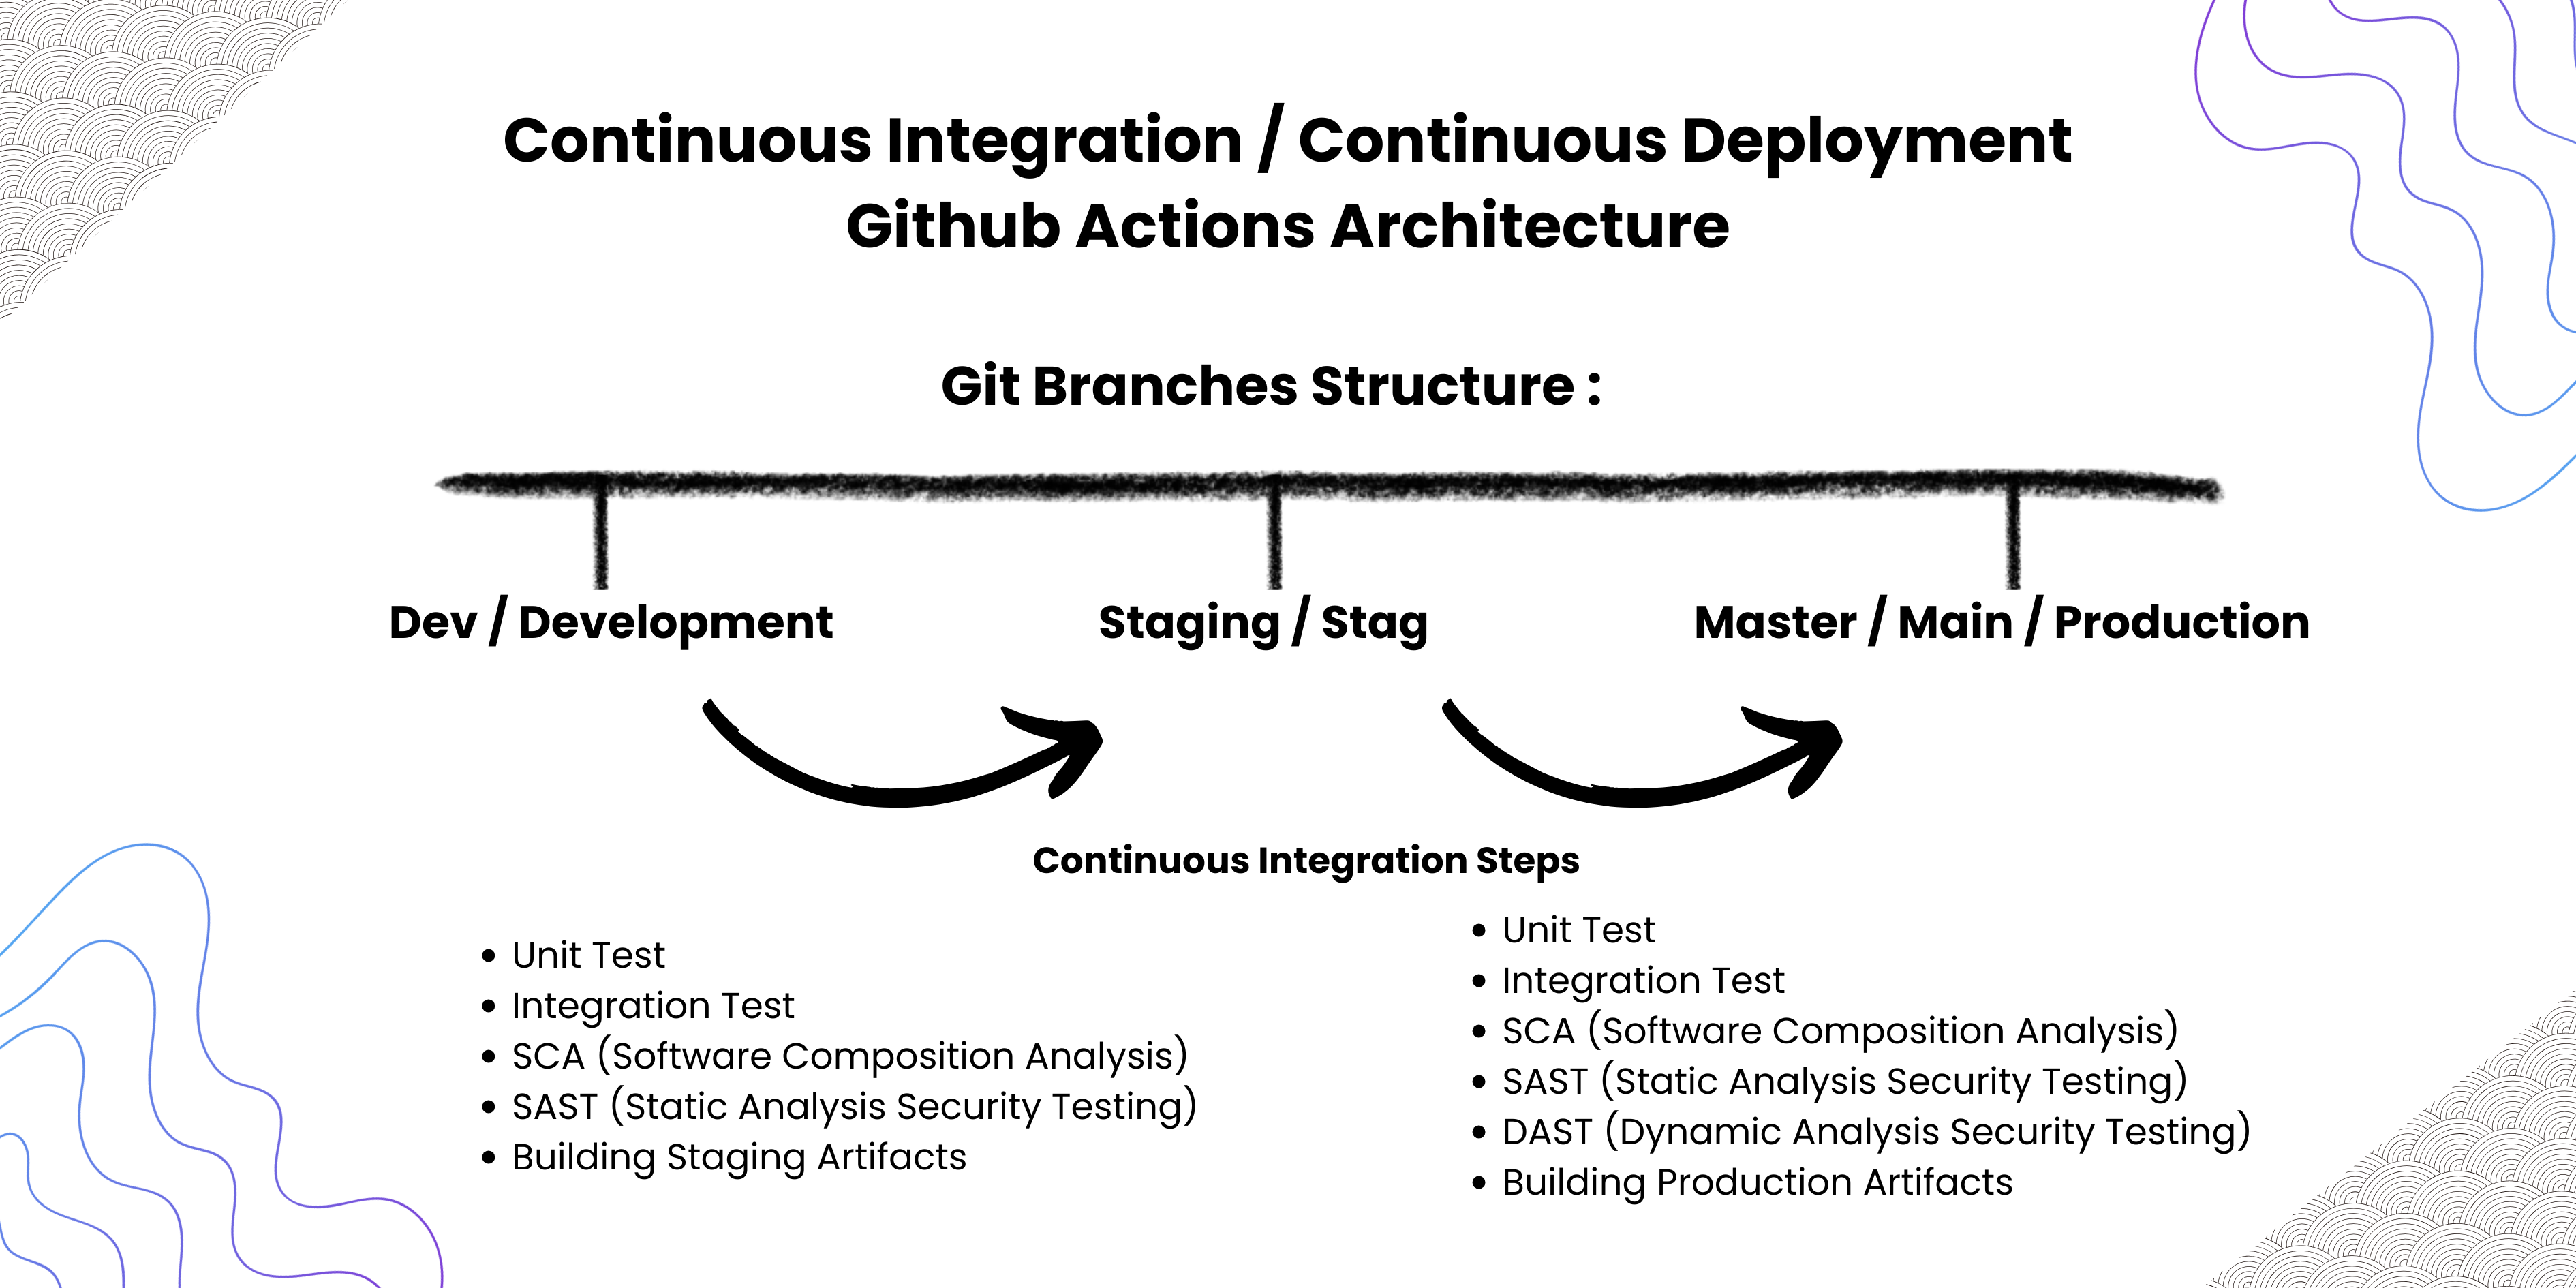 Continuous Integration / Continuous Deployment
Github Actions Architecture
Git Branches Structure :
Dev / Development
Staging / Stag
Master / Main / Production
Continuous Integration Steps
• Unit Test
• Integration Test
• SCA (Software Composition Analysis)
• SAST (Static Analysis Security Testing)
• Building Staging Artifacts
• Unit Test
• Integration Test
• SCA (Software Composition Analysis)
• SAST (Static Analysis Security Testing)
• DAST (Dynamic Analysis Security Testing)
• Building Production Artifacts